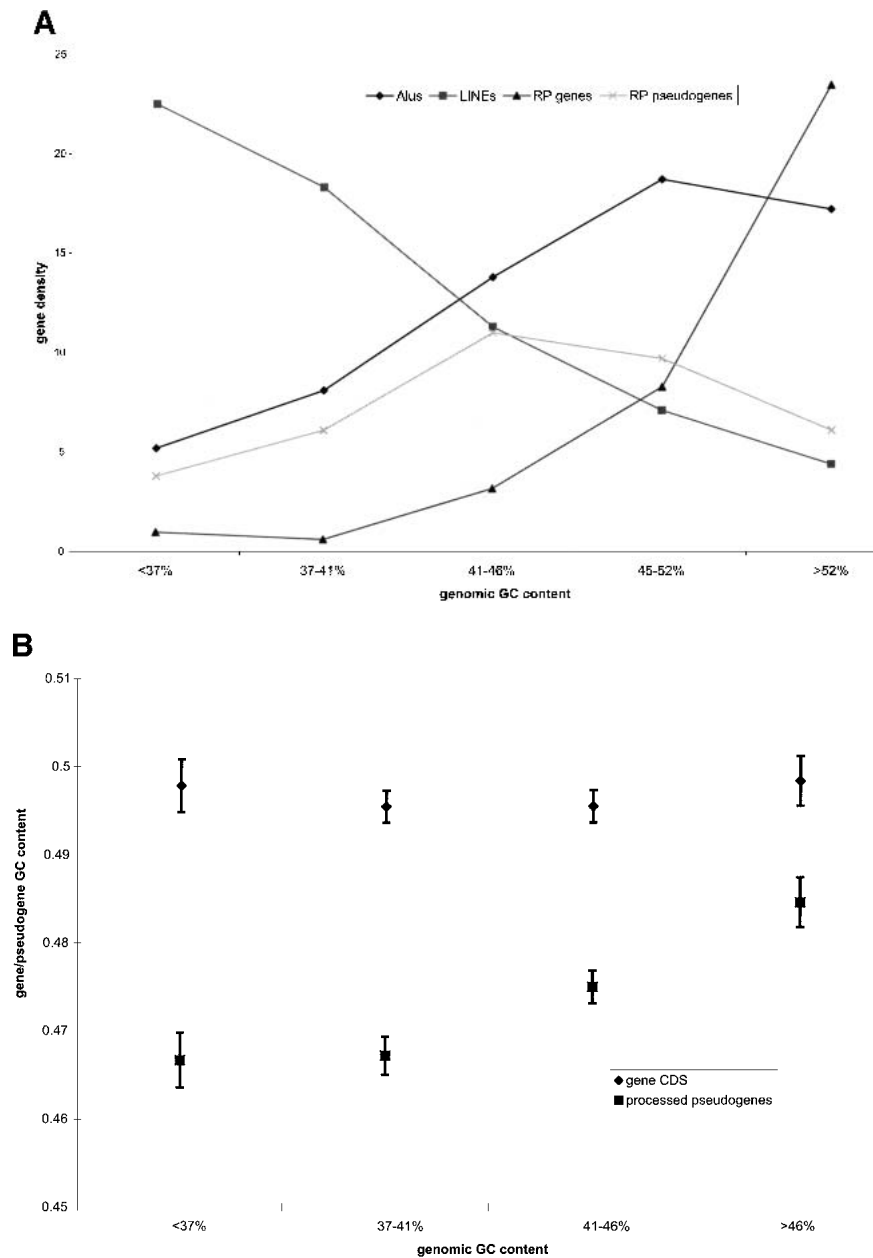 A
25
Alus LINEs RP genes RP pseudogenes
20
15
gene density
10
5
0
<37% 37-41% 41-46% 45-52% >52%
genomic GC content
B
0.51
0.5
0.49
gene/pseudogene GC content
0.48
0.47
gene CDS
processed pseudogenes
0.46
0.45
<37% 37-41% 41-46% >46%
genomic GC content